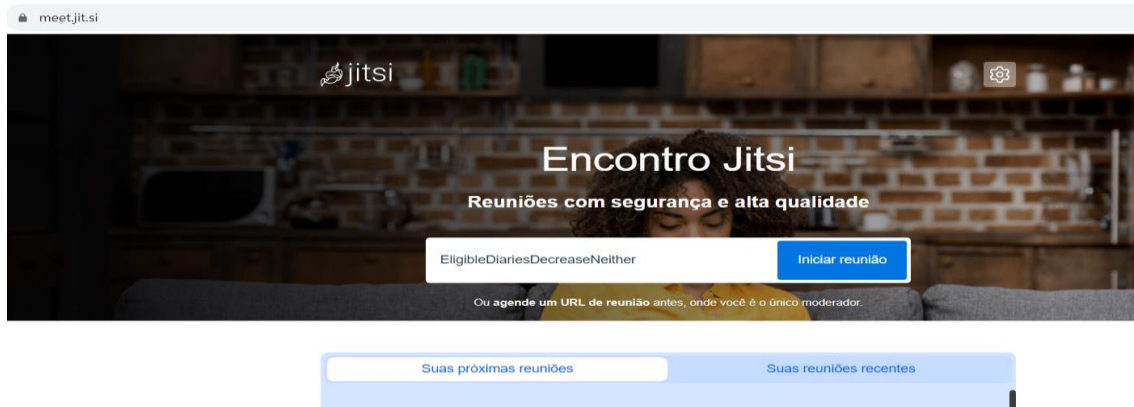 meet.jit.si
jitsi
Encontro Jitsi
Reuniões com segurança e alta qualidade
EligibleDiariesDecreaseNeither
Iniciar reunião
Ou agende um URL de reunião antes, onde você é o único moderador.
Suas próximas reuniões
Suas reuniões recentes